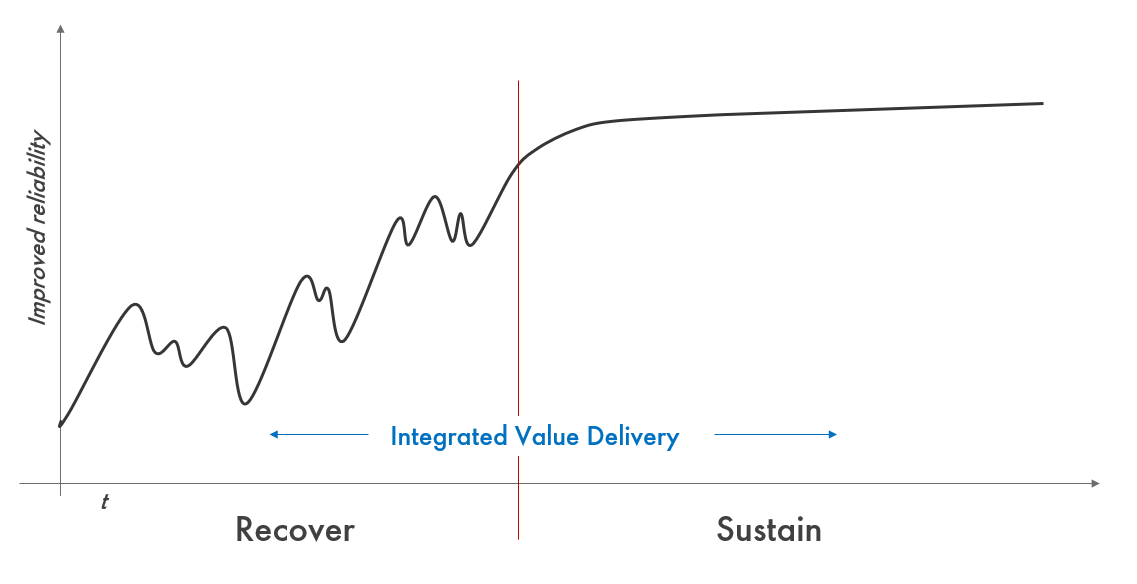 Improved reliability
Integrated Value Delivery
t
Recover
Sustain